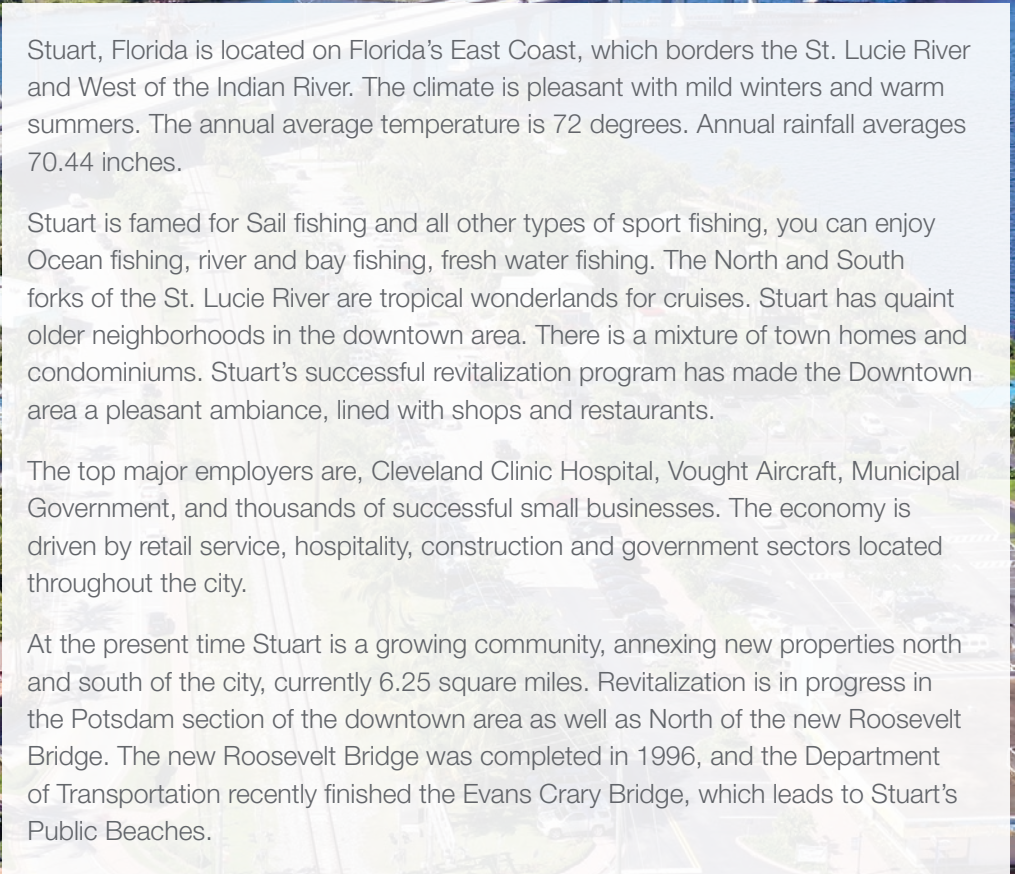 Stuart, Florida is located on Florida’s East Coast, which borders the St. Lucie River
and West of the Indian River. The climate is pleasant with mild winters and warm
summers. The annual average temperature is 72 degrees. Annual rainfall averages
70.44 inches.
Stuart is famed for Sail fishing and all other types of sport fishing, you can enjoy
Ocean fishing, river and bay fishing, fresh water fishing. The North and South
forks of the St. Lucie River are tropical wonderlands for cruises. Stuart has quaint
older neighborhoods in the downtown area. There is a mixture of town homes and
condominiums. Stuart’s successful revitalization program has made the Downtown
area a pleasant ambiance, lined with shops and restaurants.
The top major employers are, Cleveland Clinic Hospital, Vought Aircraft, Municipal
Government, and thousands of successful small businesses. The economy is
driven by retail service, hospitality, construction and government sectors located
throughout the city.
At the present time Stuart is a growing community, annexing new properties north
and south of the city, currently 6.25 square miles. Revitalization is in progress in
the Potsdam section of the downtown area as well as North of the new Roosevelt
Bridge. The new Roosevelt Bridge was completed in 1996, and the Department
of Transportation recently finished the Evans Crary Bridge, which leads to Stuart’s
Public Beaches.